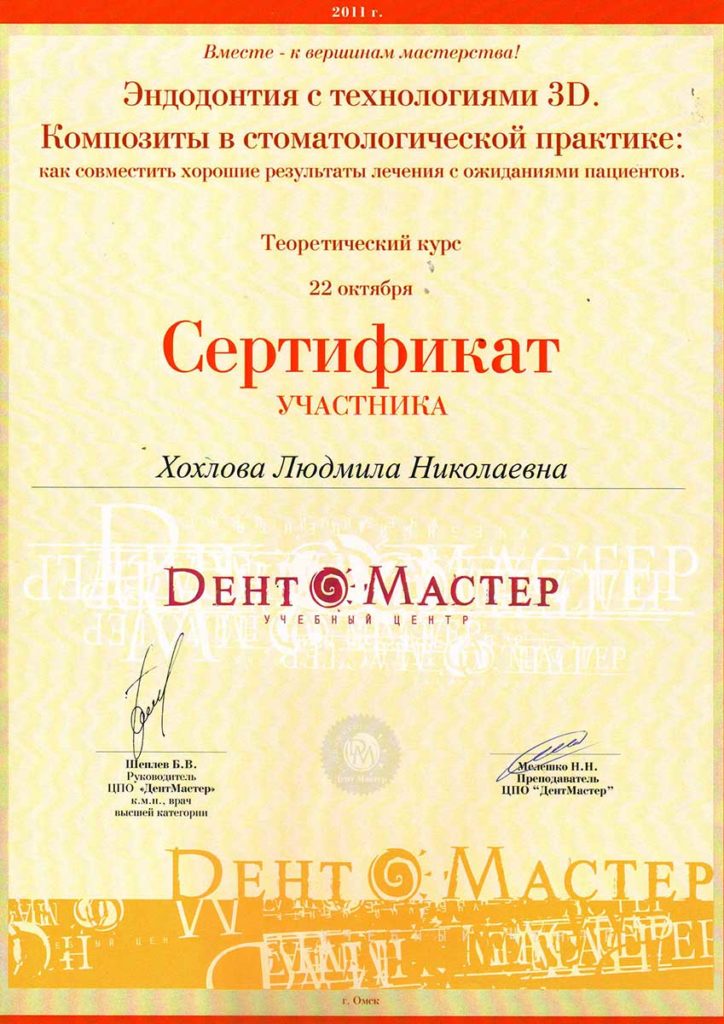 2011 г.
Вместе - к вершинам мастерства!
Эндодонтия с технологиями 3D.
Композиты в стоматологической практике:
как совместить хорошие результаты лечения с ожиданиями пациентов.
Теоретический курс
22 октября
Сертификат
УЧАСТНИКА
Хохлова Людмила Николаевна
ДЕНТ МАСТЕР
УЧЕБНЫЙ ЦЕНТР
Шеплев Б.В.
Руководитель
ЦПО «ДентМастер»
к.м.н., врач
высшей категории
Дент Мастер
Мелешко Н.Н.
Преподаватель
ЦПО “ДентМастер”
ДЕНТ МАСТЕР
г. Омск